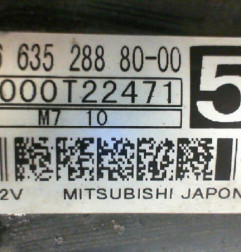 6 635 288 80-00
000T22471 5
M7 10
2V MITSUBISHI JAPON